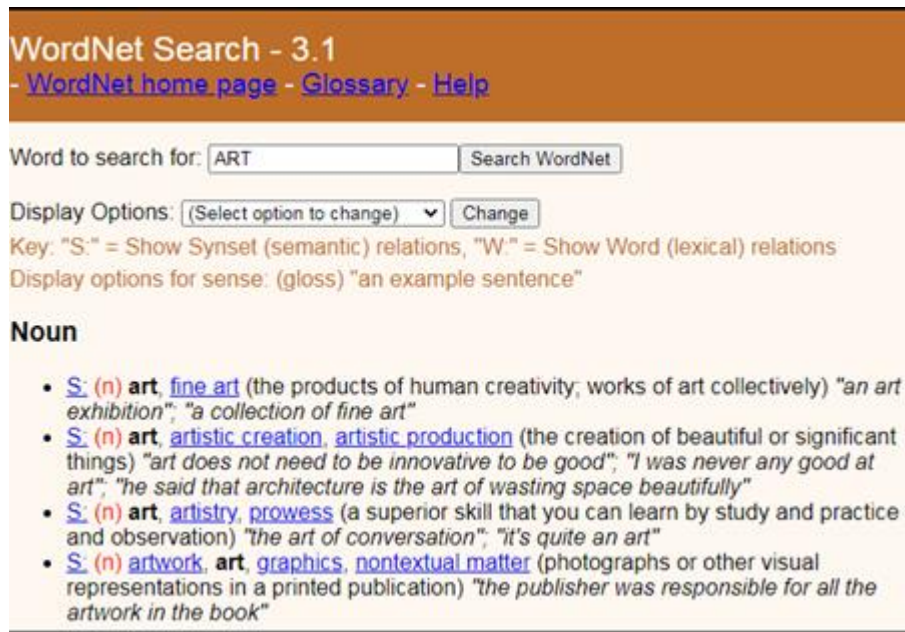 WordNet Search - 3.1
- WordNet home page - Glossary - Help
Word to search for: ART Search WordNet
Display Options: (Select option to change) Change
Key: "S:" = Show Synset (semantic) relations, "W:" = Show Word (lexical) relations
Display options for sense: (gloss) "an example sentence"
Noun
• S: (n) art, fine art (the products of human creativity; works of art collectively) "an art
exhibition"; "a collection of fine art"
• S: (n) art, artistic creation, artistic production (the creation of beautiful or significant
things) "art does not need to be innovative to be good"; "I was never any good at
art"; "he said that architecture is the art of wasting space beautifully"
• S: (n) art, artistry, prowess (a superior skill that you can learn by study and practice
and observation) "the art of conversation"; "it's quite an art"
• S: (n) artwork, art, graphics, nontextual matter (photographs or other visual
representations in a printed publication) "the publisher was responsible for all the
artwork in the book"